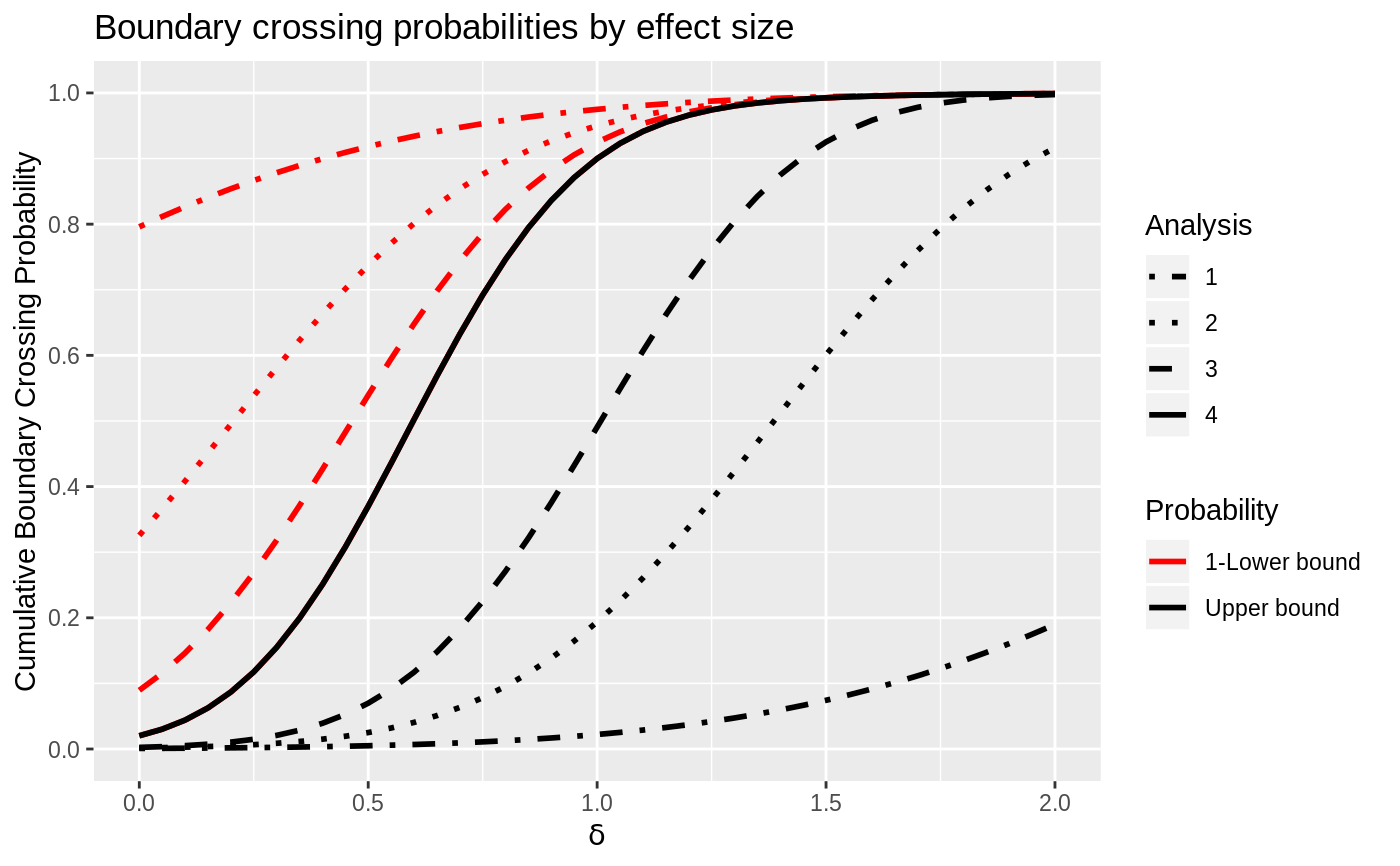 Boundary crossing probabilities by effect size
Cumulative Boundary Crossing Probability
1.0
0.8
0.6
0.4
0.2
0.0
0.0 0.5 1.0 1.5 2.0
δ
Analysis
1
2
3
4
Probability
1-Lower bound
Upper bound